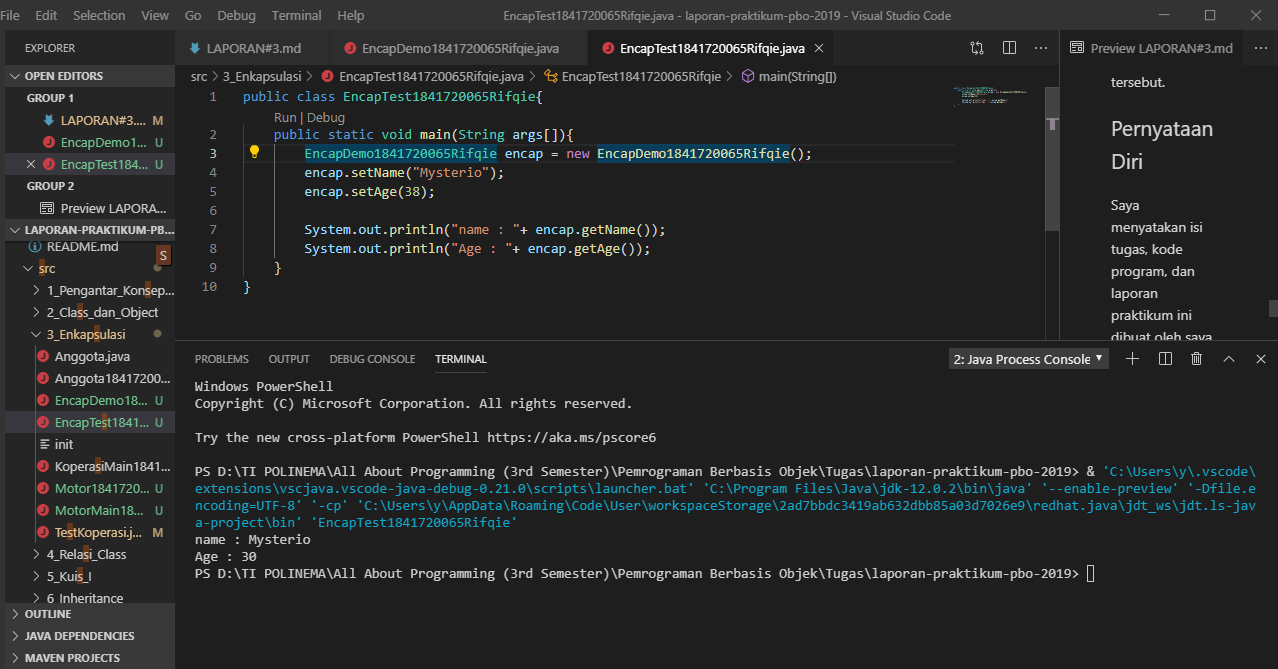 File Edit Selection View Go Debug Terminal Help EncapTest1841720065Rifqie.java - laporan-praktikum-pbo-2019 - Visual Studio Code
EXPLORER
OPEN EDITORS
GROUP 1
LAPORAN#3.... M
EncapDemo1... U
EncapTest184... U
GROUP 2
Preview LAPORA...
LAPORAN-PRAKTIKUM-PB...
README.md
S
src
1_Pengantar_Konsep...
2_Class_dan_Object
3_Enkapsulasi
Anggota.java
Anggota18417200...
EncapDemo18... U
EncapTest1841... U
init
KoperasiMain1841...
Motor1841720... U
MotorMain18... U
TestKoperasi.j... M
4_Relasi_Class
5_Kuis_I
6_Inheritance
OUTLINE
JAVA DEPENDENCIES
MAVEN PROJECTS
LAPORAN#3.md EncapDemo1841720065Rifqie.java EncapTest1841720065Rifqie.java
src > 3_Enkapsulasi > EncapTest1841720065Rifqie.java > EncapTest1841720065Rifqie > main(String[])
1 public class EncapTest1841720065Rifqie{
Run | Debug
2 public static void main(String args[]){
3 EncapDemo1841720065Rifqie encap = new EncapDemo1841720065Rifqie();
4 encap.setName("Mysterio");
5 encap.setAge(38);
6
7 System.out.println("name : "+ encap.getName());
8 System.out.println("Age : "+ encap.getAge());
9 }
10 }
Preview LAPORAN#3.md
tersebut.
Pernyataan
Diri
Saya
menyatakan isi
tugas, kode
program, dan
laporan
praktikum ini
dibuat oleh saya
PROBLEMS OUTPUT DEBUG CONSOLE TERMINAL 2: Java Process Console
Windows PowerShell
Copyright (C) Microsoft Corporation. All rights reserved.
Try the new cross-platform PowerShell https://aka.ms/pscore6
PS D:\TI POLINEMA\All About Programming (3rd Semester)\Pemrograman Berbasis Objek\Tugas\laporan-praktikum-pbo-2019> & 'C:\Users\y\.vscode\
extensions\vscjava.vscode-java-debug-0.21.0\scripts\launcher.bat' 'C:\Program Files\Java\jdk-12.0.2\bin\java' '--enable-preview' '-Dfile.e
ncoding=UTF-8' '-cp' 'C:\Users\y\AppData\Roaming\Code\User\workspaceStorage\2ad7bbdc3419ab632dbb85a03d7026e9\redhat.java\jdt_ws\jdt.ls-jav
a-project\bin' 'EncapTest1841720065Rifqie'
name : Mysterio
Age : 30
PS D:\TI POLINEMA\All About Programming (3rd Semester)\Pemrograman Berbasis Objek\Tugas\laporan-praktikum-pbo-2019>